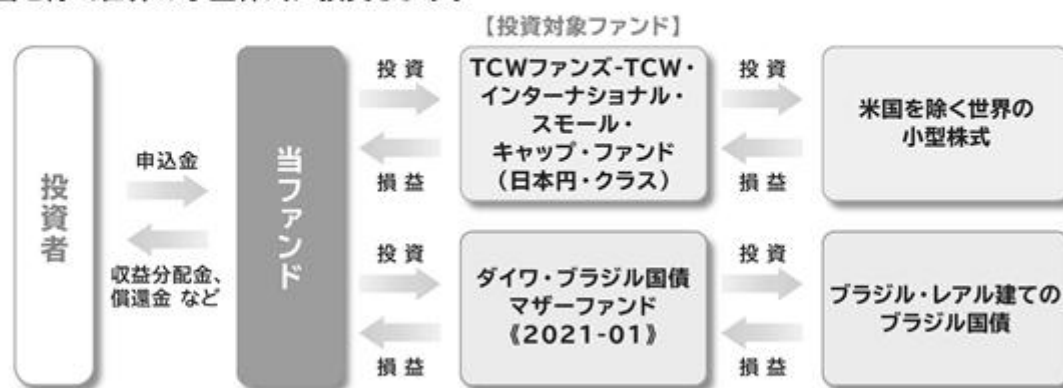 【投資対象ファンド】
投資者
申込金
収益分配金、
償還金 など
当ファンド
投資
損益
TCWファンズ-TCW・
インターナショナル・
スモール・
キャップ・ファンド
(日本円・クラス)
投資
損益
米国を除く世界の
小型株式
投資
損益
ダイワ・ブラジル国債
マザーファンド
《2021-01》
投資
損益
ブラジル・レアル建ての
ブラジル国債